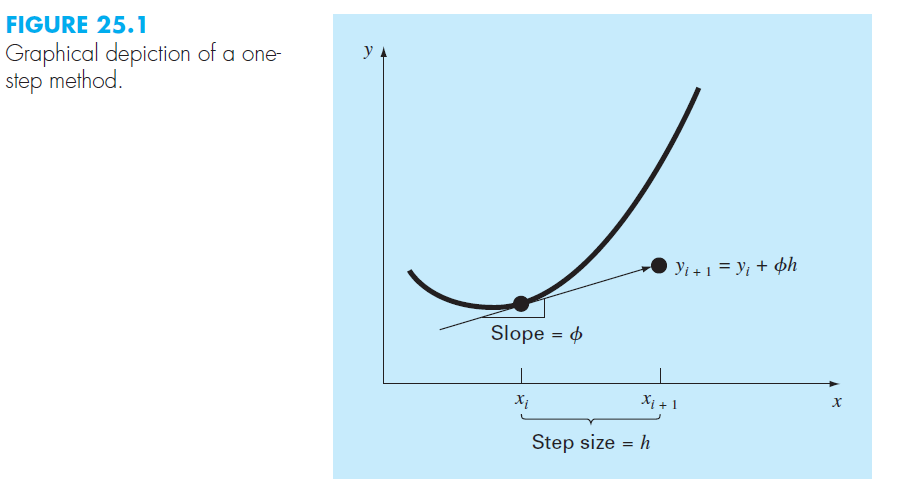 FIGURE 25.1
Graphical depiction of a one-
step method.
y
y_{i + 1} = y_i + ϕh
Slope = ϕ
x_i
x_{i + 1}
x
Step size = h